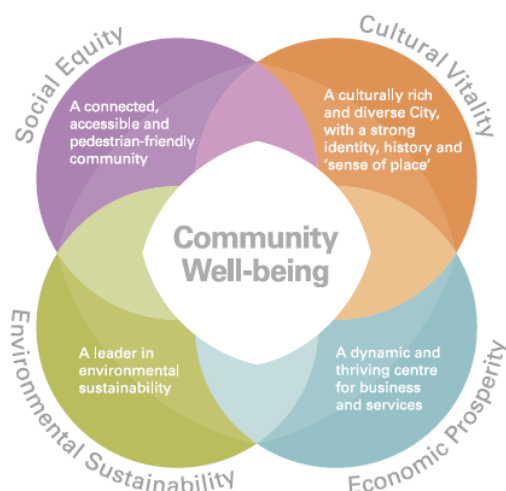 Social Equity
Cultural Vitality
A connected,
accessible and
pedestrian-friendly
community
A culturally rich
and diverse City,
with a strong
identity, history and
‘sense of place’
Community
Well-being
A leader in
environmental
sustainability
A dynamic and
thriving centre
for business
and services
Environmental Sustainability
Economic Prosperity